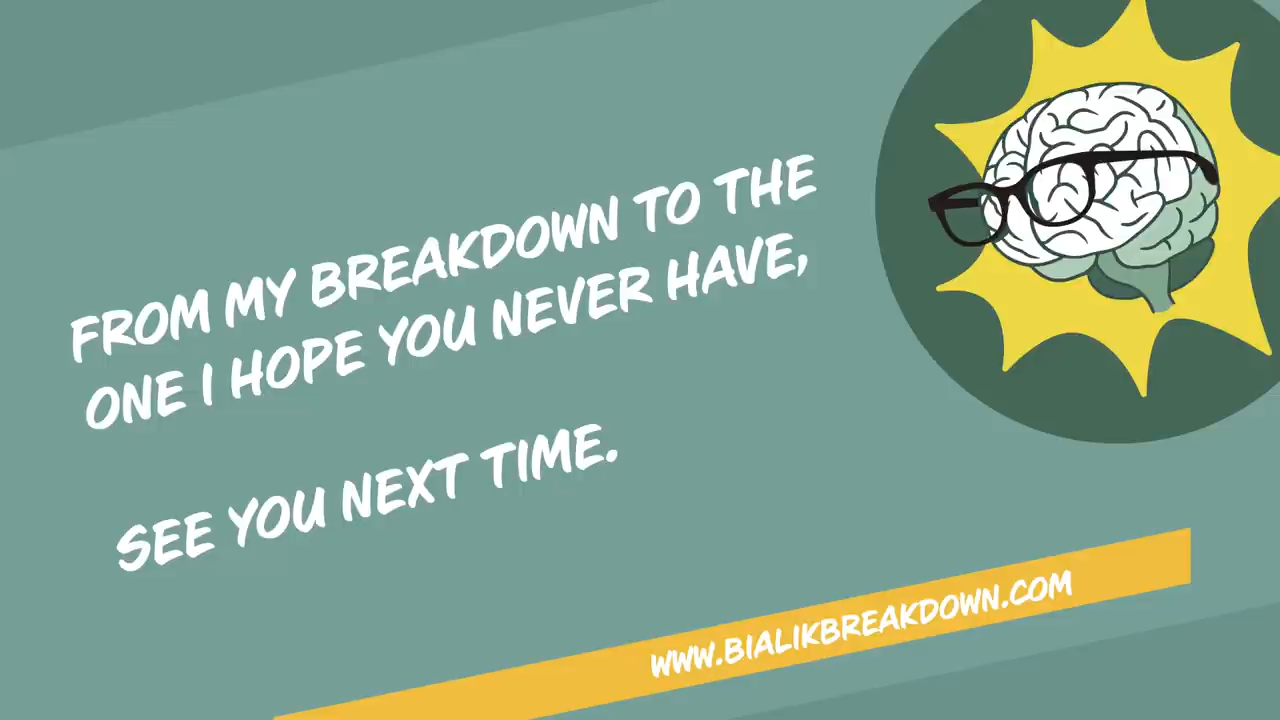 FROM MY BREAKDOWN TO THE
ONE I HOPE YOU NEVER HAVE,
SEE YOU NEXT TIME.
WWW.BIALIKBREAKDOWN.COM